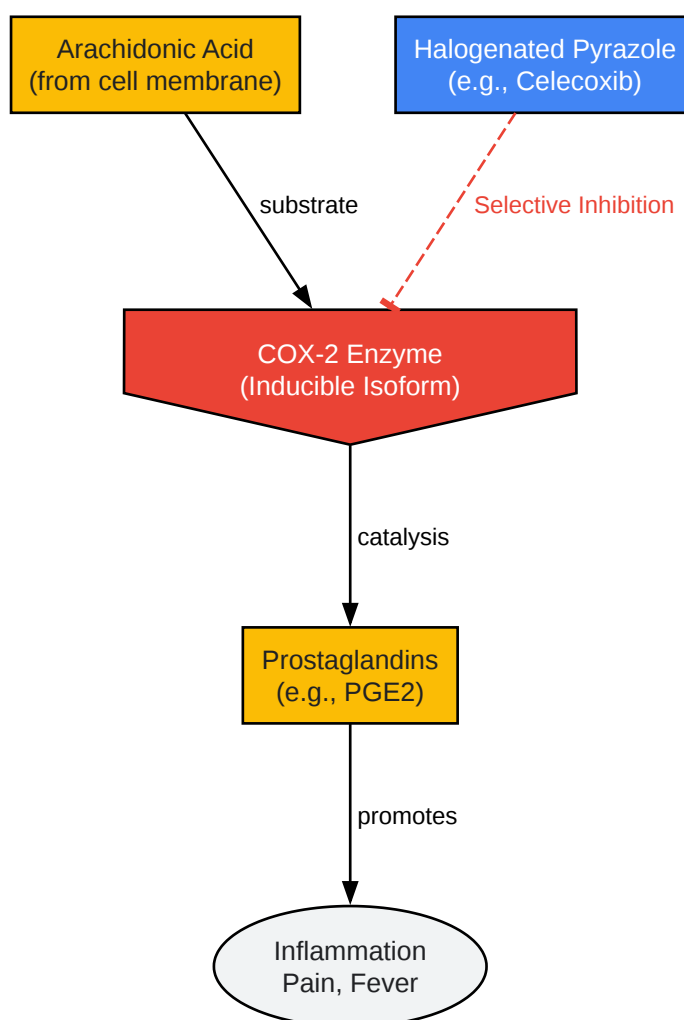 Arachidonic Acid
(from cell membrane)
Halogenated Pyrazole
(e.g., Celecoxib)
substrate
Selective Inhibition
COX-2 Enzyme
(Inducible Isoform)
catalysis
Prostaglandins
(e.g., PGE2)
promotes
Inflammation
Pain, Fever